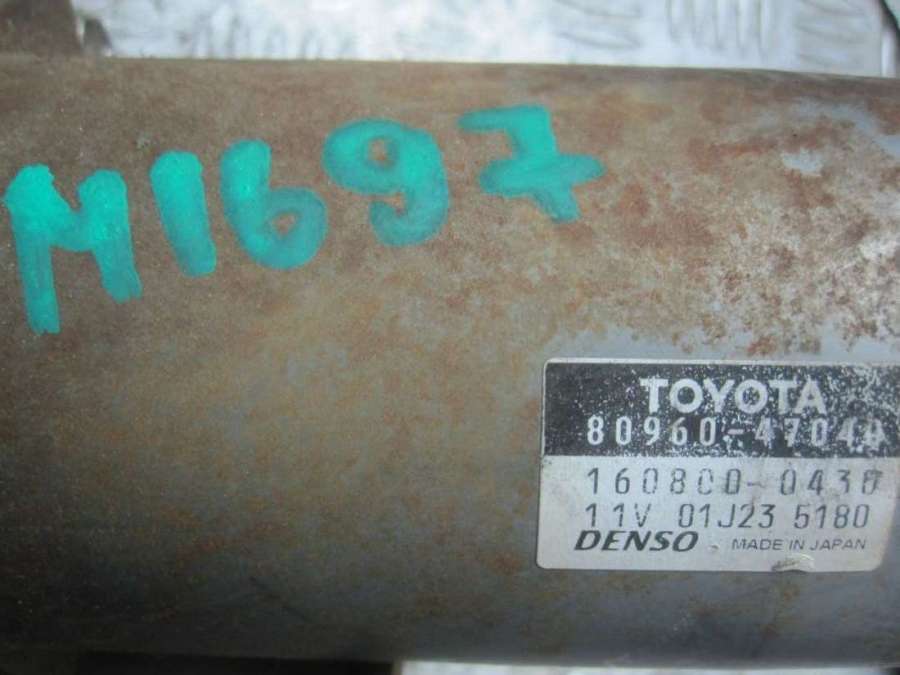 M1697
TOYOTA
80960-47040
160800-0430
11V 01J23 5180
DENSO MADE IN JAPAN